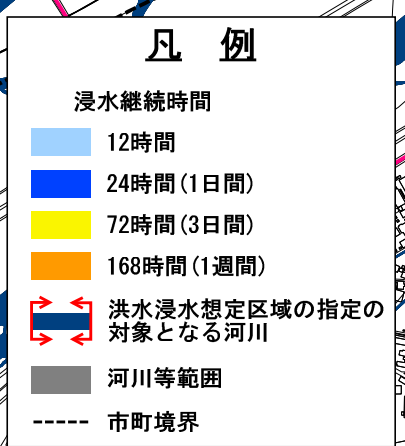 凡 例
浸水継続時間
12時間
24時間(1日間)
72時間(3日間)
168時間(1週間)
洪水浸水想定区域の指定の
対象となる河川
河川等範囲
市町境界